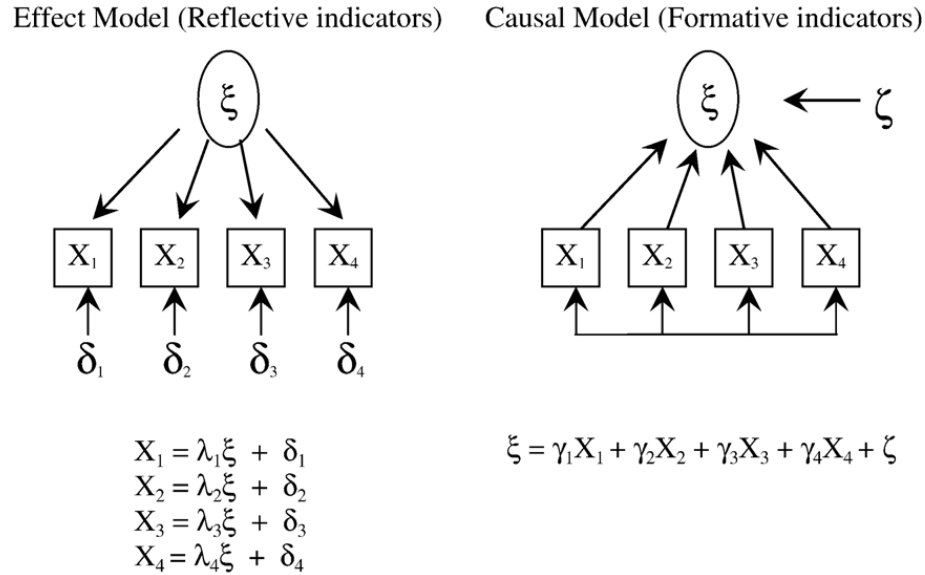 Effect Model (Reflective indicators)
ξ
X₁ X₂ X₃ X₄
δ₁ δ₂ δ₃ δ₄
X₁ = λ₁ξ + δ₁
X₂ = λ₂ξ + δ₂
X₃ = λ₃ξ + δ₃
X₄ = λ₄ξ + δ₄
Causal Model (Formative indicators)
ξ ζ
X₁ X₂ X₃ X₄
ξ = γ₁X₁ + γ₂X₂ + γ₃X₃ + γ₄X₄ + ζ